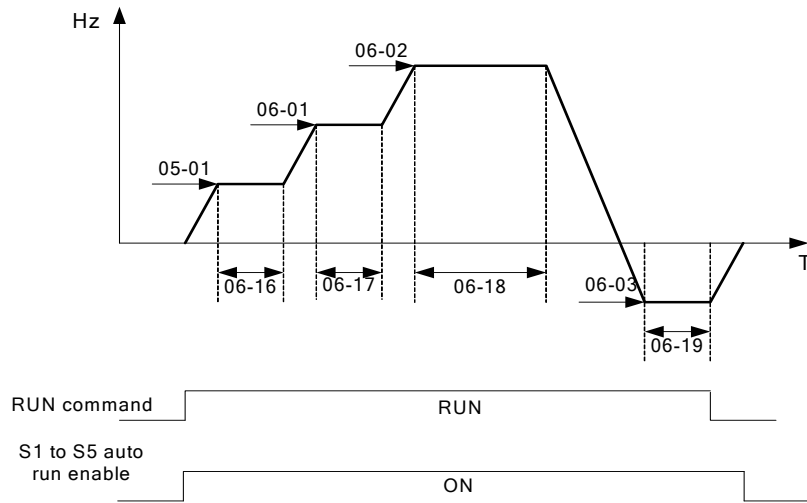 Hz
06-02
06-01
05-01
T
06-16
06-17
06-18
06-03
06-19
RUN command
RUN
S1 to S5 auto
run enable
ON